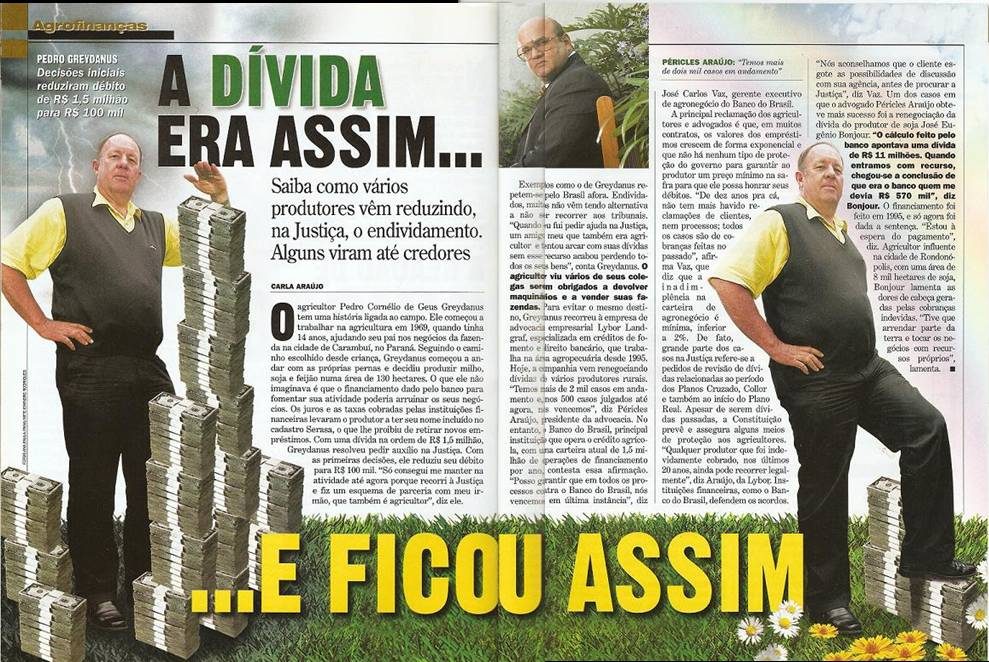 Agrofinanças
PEDRO GREYDANUS
Decisões iniciais
reduziram débito
de R$ 1,5 milhão
para R$ 100 mil
A DÍVIDA
ERA ASSIM...
Saiba como vários
produtores vêm reduzindo,
na Justiça, o endividamento.
Alguns viram até credores
CARLA ARAÚJO
O agricultor Pedro Cornélio de Geus Greydanus
tem uma história ligada ao campo. Ele começou a
trabalhar na agricultura em 1969, quando tinha
14 anos, ajudando seu pai nos negócios da fazen-
da na cidade de Carambuí, no Paraná. Seguindo o cami-
nho escolhido desde criança, Greydanus começou a an-
dar com as próprias pernas e decidiu produzir milho,
soja e feijão numa área de 130 hectares. O que ele não
imaginava é que o financiamento dado pelo banco para
fomentar sua atividade poderia arruinar os seus negó-
cios. Os juros e as taxas cobradas pelas instituições fi-
nanceiras levaram o produtor a ter seu nome incluído no
cadastro Serasa, o que lhe proibiu de retirar novos em-
préstimos. Com uma dívida na ordem de R$ 1,5 milhão,
Greydanus resolveu pedir auxílio na Justiça. Com
as primeiras decisões, ele reduziu seu débito
para R$ 100 mil. “Só consegui me manter na
atividade até agora porque recorri à Justiça
e fiz um esquema de parceria com meu ir-
mão, que também é agricultor”, diz ele.
Exemplos como o de Greydanus re-
petem-se pelo Brasil afora. Endivida-
dos, muitos não vêm tendo alternativa
a não ser recorrer aos tribunais.
“Quando eu fui pedir ajuda na Justiça,
um amigo meu que também era agri-
cultor e tentou arcar com suas dívidas
sem esse recurso acabou perdendo to-
dos os seus bens”, conta Greydanus. O
agricultor viu vários de seus cole-
gas serem obrigados a devolver
maquinários e a vender suas fa-
zendas. Para evitar o mesmo desti-
no, Greydanus recorreu à empresa de
advocacia empresarial Lybor Land-
graf, especializada em créditos de fo-
mento e direito bancário, que traba-
lha na área agropecuária desde 1995.
Hoje, a companhia vem renegociando
dívidas de vários produtores rurais.
“Temos mais de 2 mil casos em anda-
mento e, nos 500 casos julgados até
agora, nós vencemos”, diz Péricles
Araújo, presidente da advocacia. No
entanto, o Banco do Brasil, principal
instituição que opera o crédito agríco-
la, com uma carteira atual de 1,5 mi-
lhão de operações de financiamento
por ano, contesta essa afirmação.
“Posso garantir que em todos os pro-
cessos contra o Banco do Brasil, nós
vencemos em última instância”, diz
PÉRICLES ARAÚJO: “Temos mais
de dois mil casos em andamento”
José Carlos Vaz, gerente executivo
de agronegócio do Banco do Brasil.
A principal reclamação dos agricul-
tores e advogados é que, em muitos
contratos, os valores dos emprésti-
mos crescem de forma exponencial e
que não há nenhum tipo de prote-
ção do governo para garantir ao
produtor um preço mínimo na sa-
fra para que ele possa honrar seus
débitos. “De dez anos pra cá,
não tem mais havido re-
clamações de clientes,
nem processos; todos
os casos são de co-
branças feitas no
passado”, afir-
ma Vaz, que
diz que a
inadim-
plência na
carteira de
agronegócio é
mínima, inferior
a 2%. De fato,
grande parte dos ca-
sos na Justiça refere-se a
pedidos de revisão de dívi-
das relacionadas ao período
dos Planos Cruzado, Collor
e também ao início do Plano
Real. Apesar de serem dívi-
das passadas, a Constituição
prevê e assegura alguns meios
de proteção aos agricultores.
“Qualquer produtor que foi inde-
vidamente cobrado, nos últimos
20 anos, ainda pode recorrer legal-
mente”, diz Araújo, da Lybor. Insti-
tuições financeiras, como o Ban-
co do Brasil, defendem os acordos.
“Nós aconselhamos que o cliente es-
gote as possibilidades de discussão
com sua agência, antes de procurar a
Justiça”, diz Vaz. Um dos casos em
que o advogado Péricles Araújo obte-
ve mais sucesso foi a renegociação da
dívida do produtor de soja José Eu-
gênio Bonjour. “O cálculo feito pelo
banco apontava uma dívida
de R$ 11 milhões. Quando
entramos com recurso,
chegou-se a conclusão de
que era o banco quem me
devia R$ 570 mil”, diz
Bonjour. O financiamento foi
feito em 1995, e só agora foi
dada a sentença. “Estou à
espera do pagamento”,
diz. Agricultor influente
na cidade de Rondonó-
polis, com uma área de
8 mil hectares de soja,
Bonjour lamenta as
dores de cabeça gera-
das pelas cobranças
indevidas. “Tive que
arrendar parte da
terra e tocar os ne-
gócios com recur-
sos próprios”,
lamenta. ■
...E FICOU ASSIM